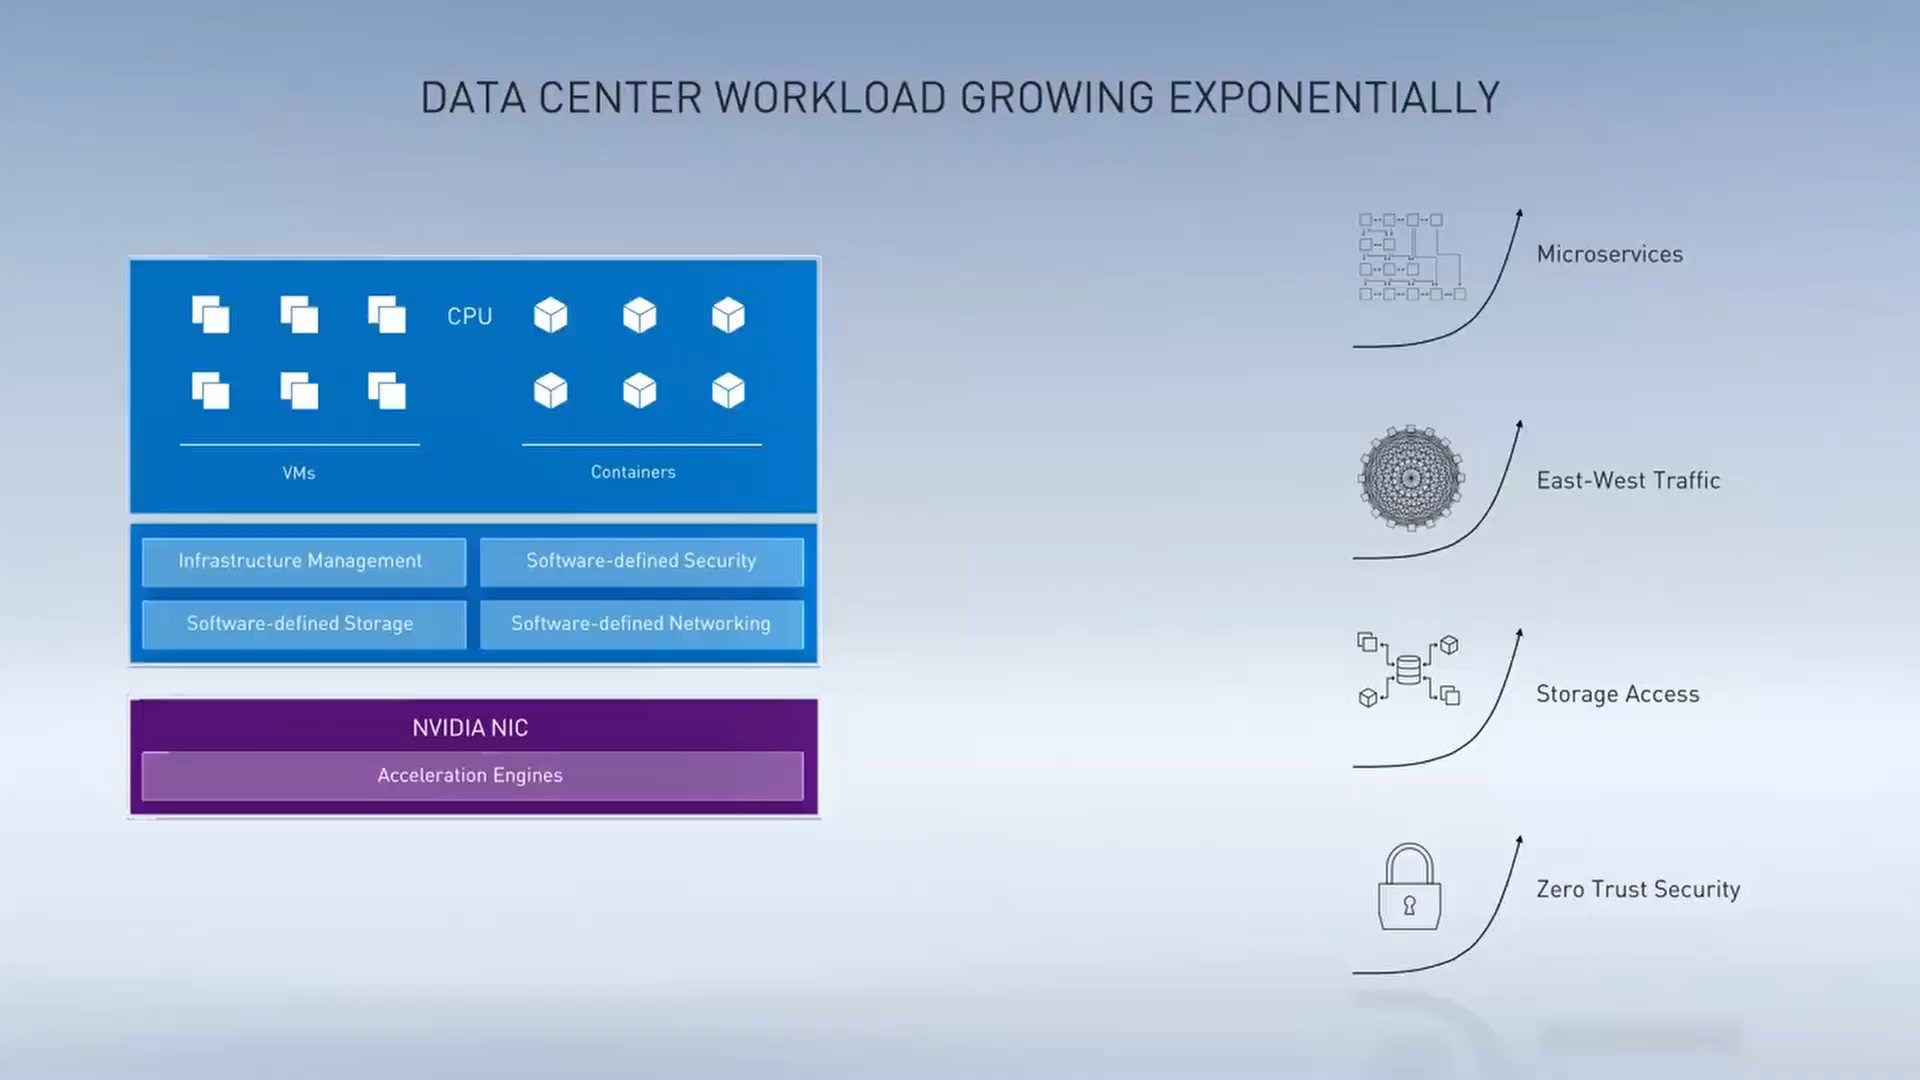 DATA CENTER WORKLOAD GROWING EXPONENTIALLY
CPU
VMs
Containers
Infrastructure Management
Software-defined Security
Software-defined Storage
Software-defined Networking
NVIDIA NIC
Acceleration Engines
Microservices
East-West Traffic
Storage Access
Zero Trust Security